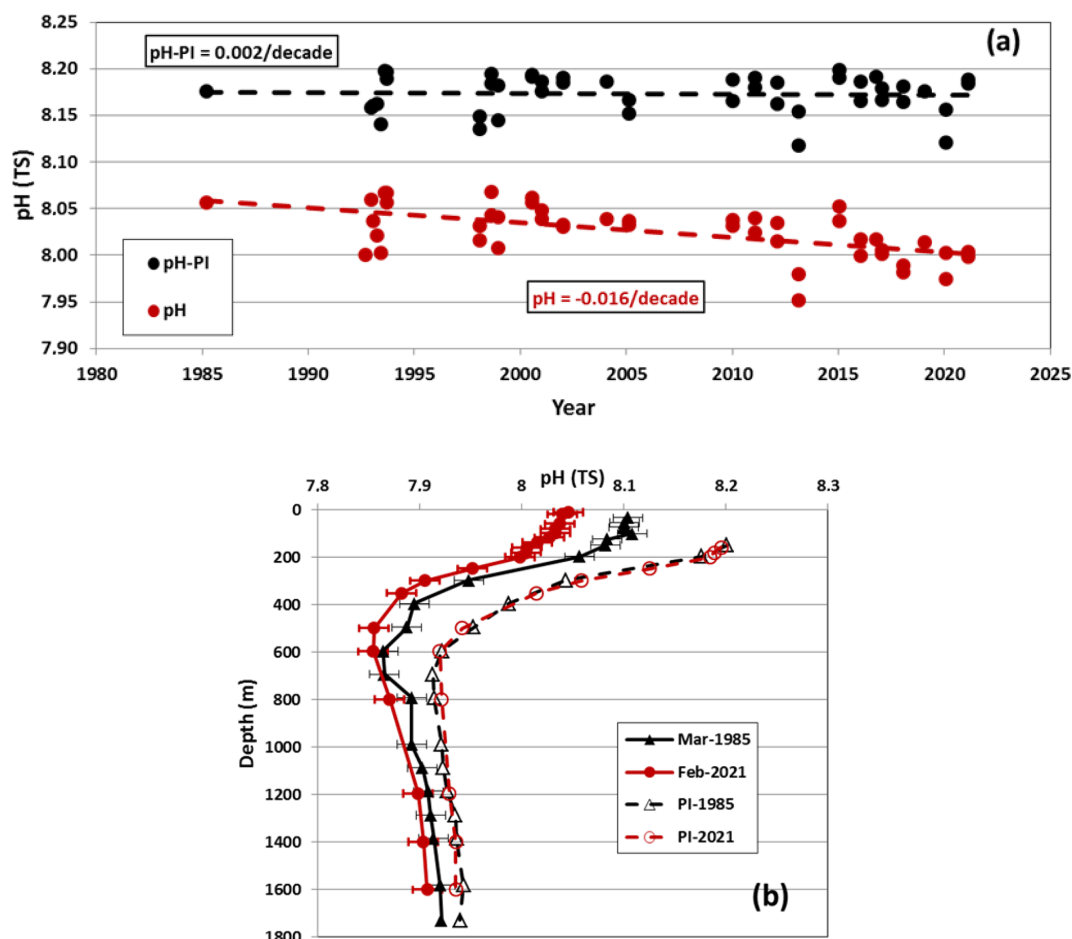 (a)
pH-PI = 0.002/decade
8.25
8.20
8.15
8.10
8.05
8.00
7.95
7.90
pH (TS)
pH-PI
pH
pH = -0.016/decade
1980 1985 1990 1995 2000 2005 2010 2015 2020 2025
Year
pH (TS)
7.8 7.9 8 8.1 8.2 8.3
0
200
400
600
800
1000
1200
1400
1600
1800
Depth (m)
Mar-1985
Feb-2021
PI-1985
PI-2021
(b)